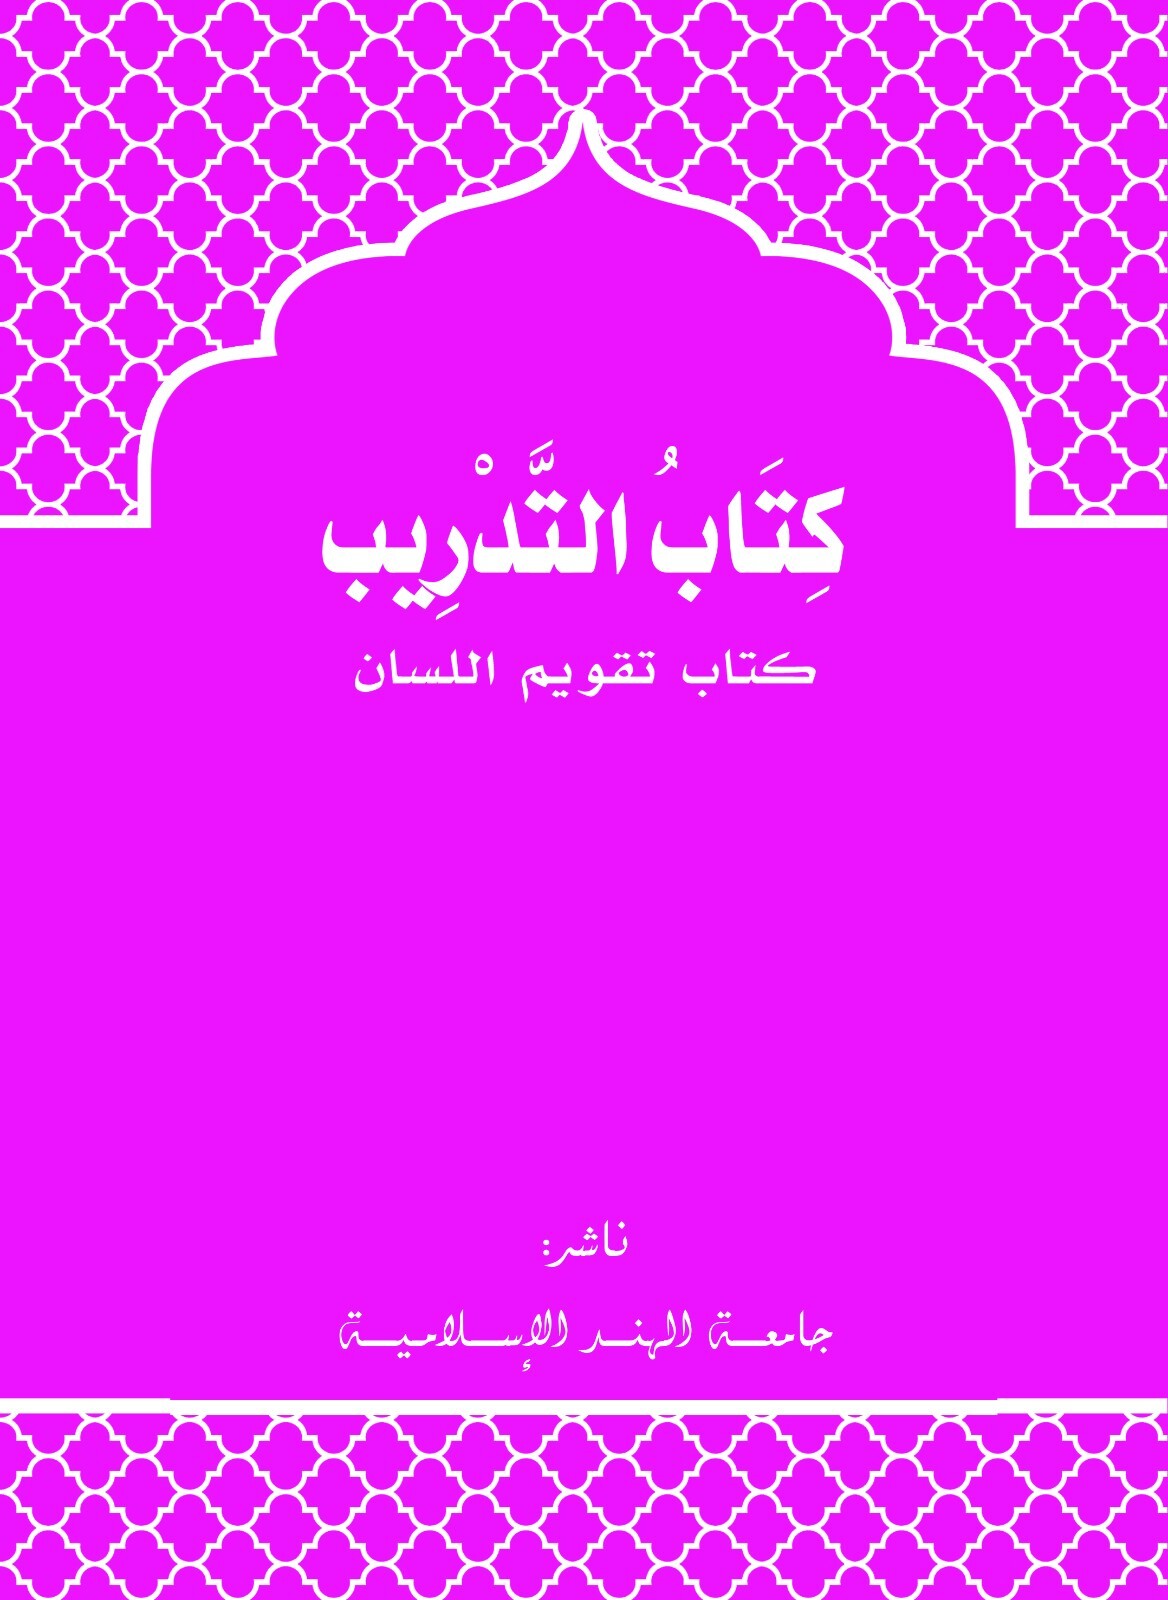 كِتَابُ التَّدْرِيب
كتاب تقويم اللسان
ناشر:
جامعة الهند الإسلامية